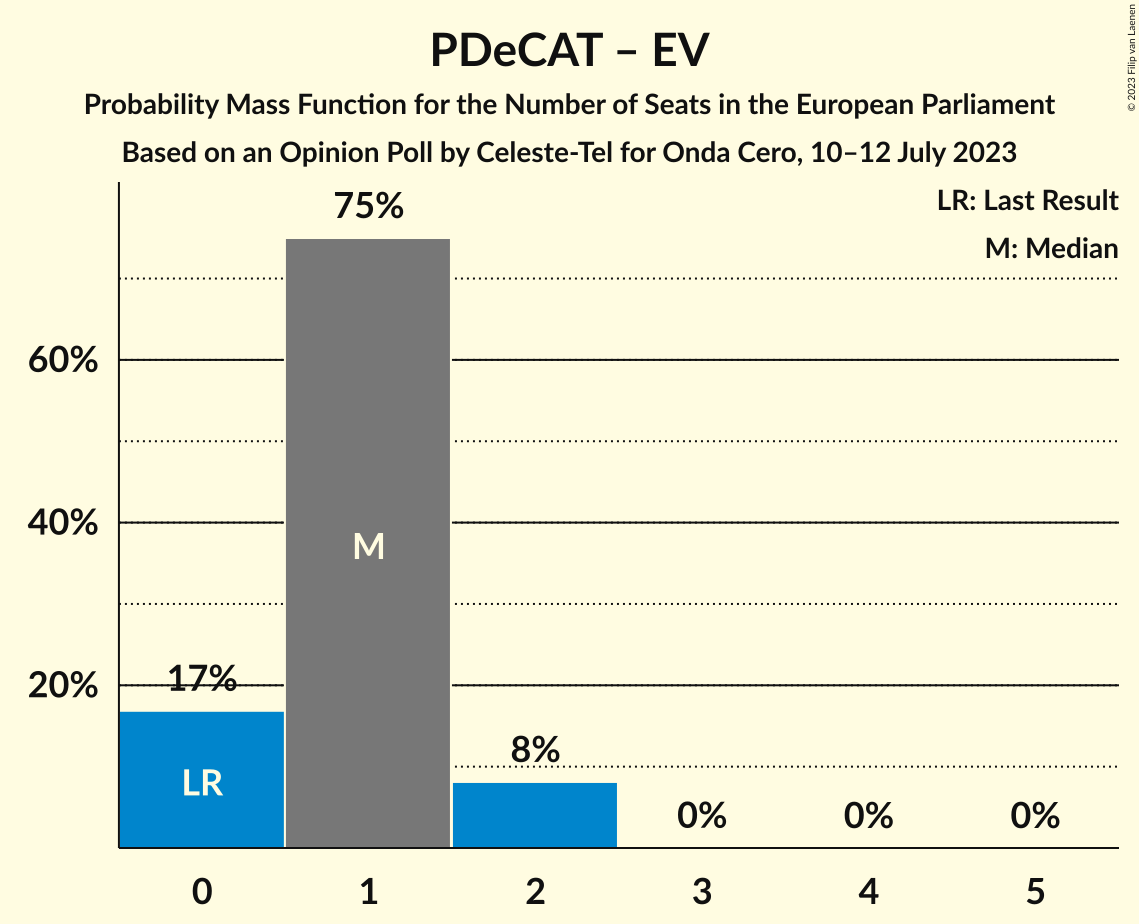 PDeCAT – EV
Probability Mass Function for the Number of Seats in the European Parliament
Based on an Opinion Poll by Celeste-Tel for Onda Cero, 10–12 July 2023
© 2023 Filip van Laenen
LR: Last Result
M: Median
75%
60%
40%
M
20%
17%
LR
8%
0%
0%
0%
0
1
2
3
4
5